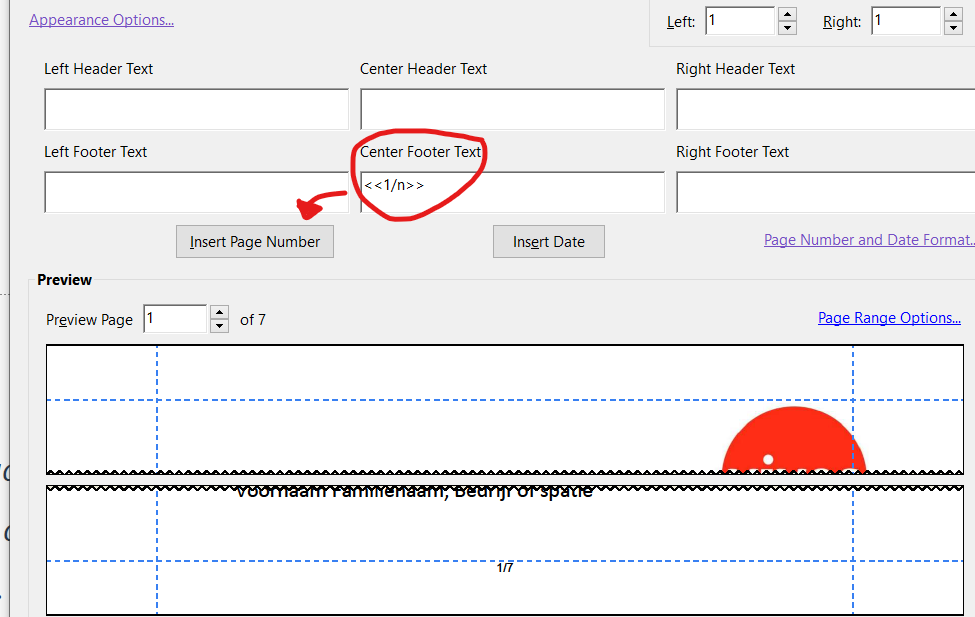 Appearance Options...
Left: 1 Right: 1
Left Header Text Center Header Text Right Header Text
Left Footer Text Center Footer Text Right Footer Text
<<1/n>>
Insert Page Number Insert Date Page Number and Date Format...
Preview
Preview Page 1 of 7 Page Range Options...
Voornaam Familienaam, Bedrijf of spatie
1/7